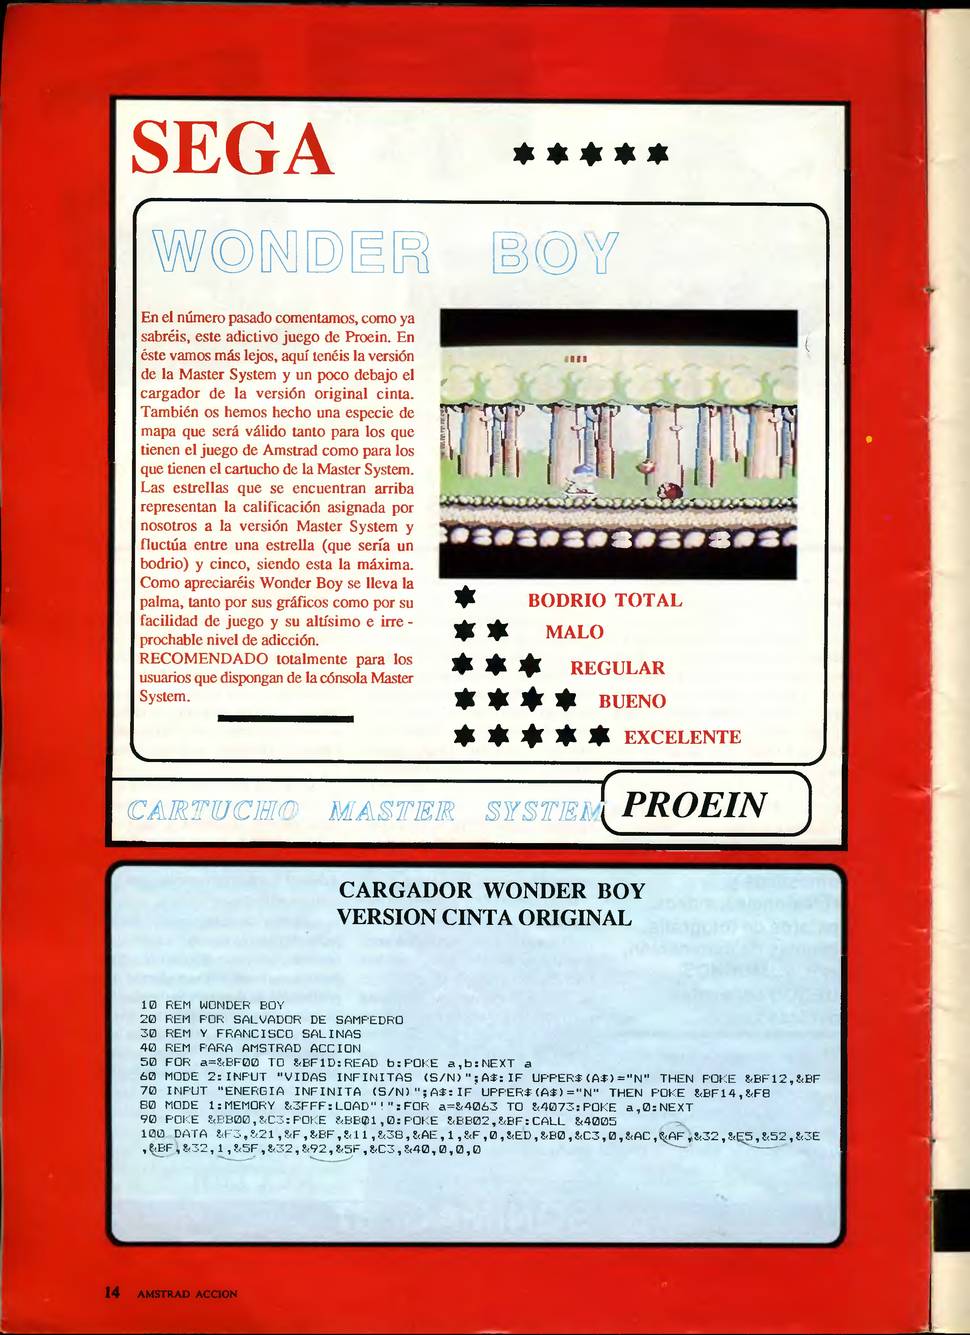 SEGA
WONDER BOY
En el número pasado comentamos, como ya
sabréis, este adictivo juego de Proein. En
éste vamos más lejos, aquí tenéis la versión
de la Master System y un poco debajo el
cargador de la versión original cinta.
También os hemos hecho una especie de
mapa que será válido tanto para los que
tienen el juego de Amstrad como para los
que tienen el cartucho de la Master System.
Las estrellas que se encuentran arriba
representan la calificación asignada por
nosotros a la versión Master System y
fluctúa entre una estrella (que sería un
bodrio) y cinco, siendo esta la máxima.
Como apreciaréis Wonder Boy se lleva la
palma, tanto por sus gráficos como por su
facilidad de juego y su altísimo e irre -
prochable nivel de adicción.
RECOMENDADO totalmente para los
usuarios que dispongan de la cónsola Master
System.
BODRIO TOTAL
MALO
REGULAR
BUENO
EXCELENTE
CARTUCHO MASTER SYSTEM
PROEIN
CARGADOR WONDER BOY
VERSION CINTA ORIGINAL
10 REM WONDER BOY
20 REM POR SALVADOR DE SAMPEDRO
30 REM Y FRANCISCO SALINAS
40 REM PARA AMSTRAD ACCION
50 FOR a=&BF00 TO &BF1D:READ b:POKE a,b:NEXT a
60 MODE 2:INPUT "VIDAS INFINITAS (S/N)";A$:IF UPPER$(A$)="N" THEN POKE &BF12,&BF
70 INPUT "ENERGIA INFINITA (S/N)";A$:IF UPPER$(A$)="N" THEN POKE &BF14,&F8
80 MODE 1:MEMORY &3FFF:LOAD"!":FOR a=&4063 TO &4073:POKE a,0:NEXT
90 POKE &BB00,&C3:POKE &BB01,0:POKE &BB02,&BF:CALL &4005
100 DATA &F3,&21,&F,&BF,&11,&38,&AE,1,&F,0,&ED,&B0,&C3,0,&AC,&AF,&32,&E5,&52,&3E
,&BF,&32,1,&5F,&32,&92,&5F,&C3,&40,0,0,0
14 AMSTRAD ACCION